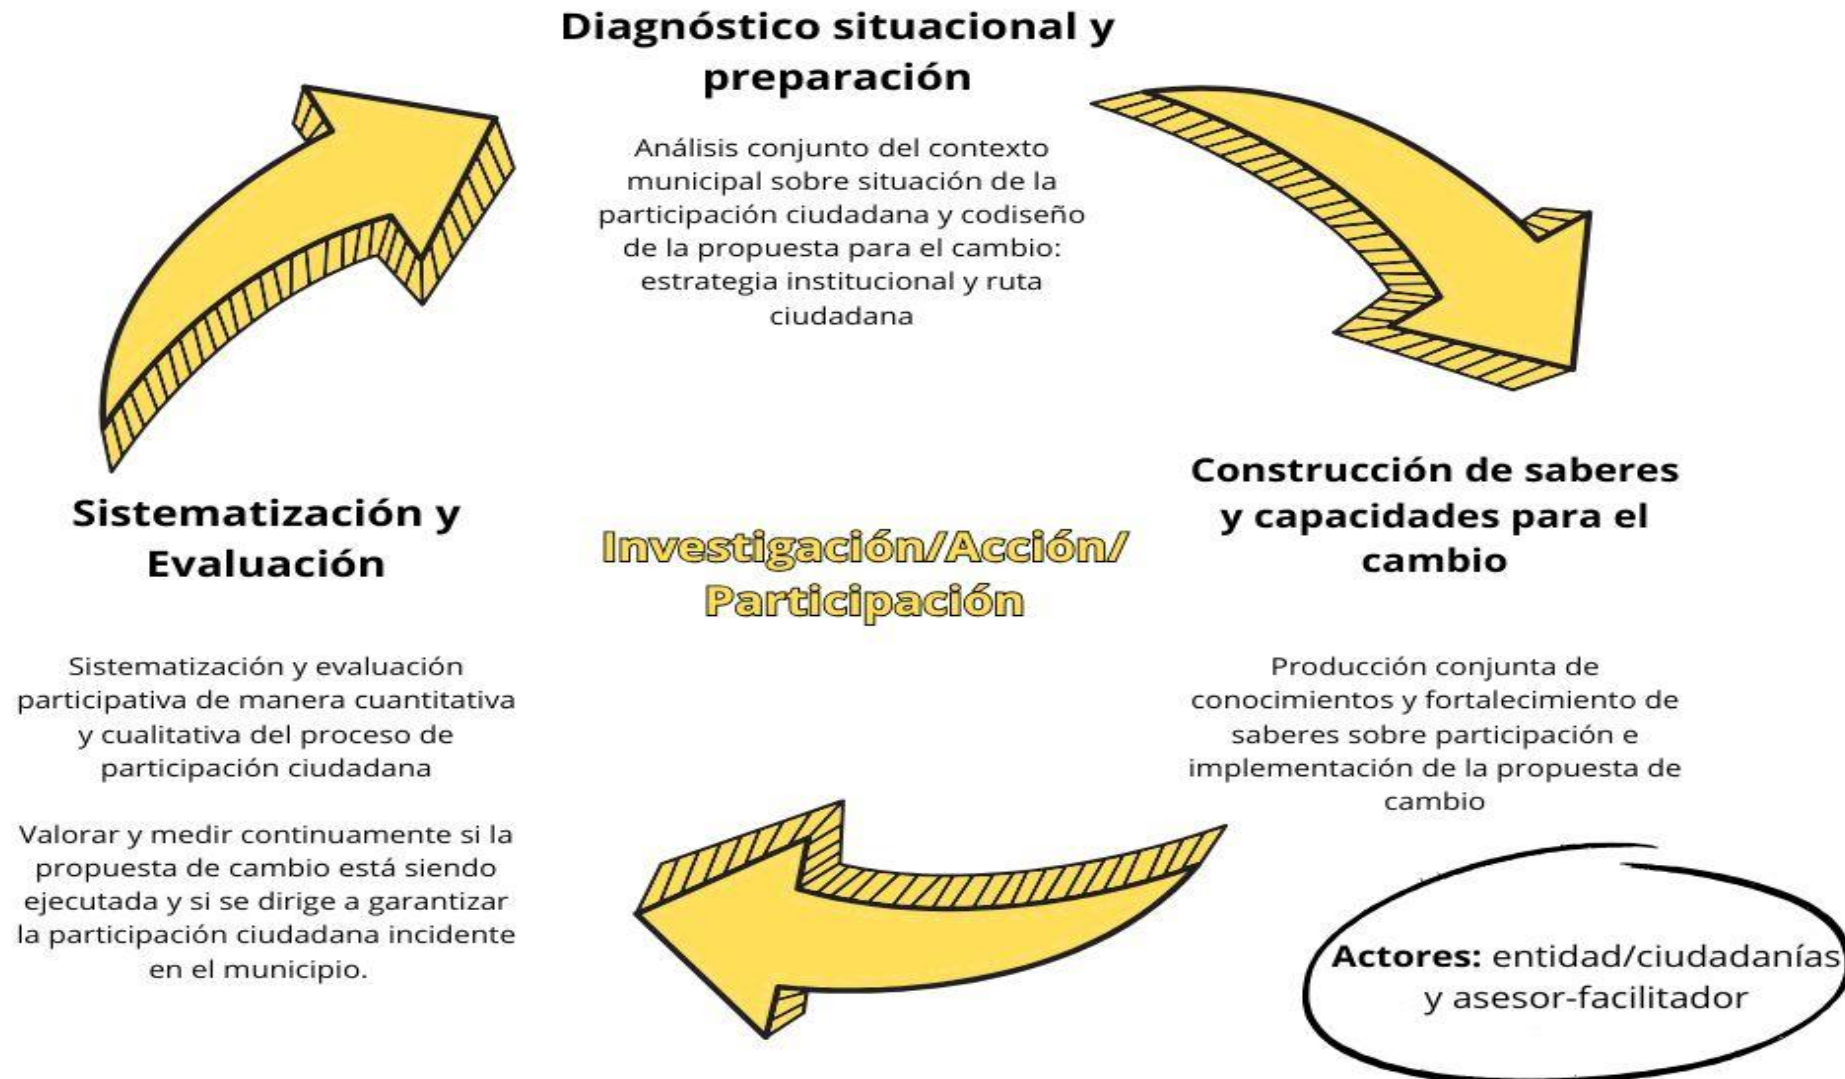 Diagnóstico situacional y
preparación
Análisis conjunto del contexto
municipal sobre situación de la
participación ciudadana y codiseño
de la propuesta para el cambio:
estrategia institucional y ruta
ciudadana
Construcción de saberes
y capacidades para el
cambio
Producción conjunta de
conocimientos y fortalecimiento de
saberes sobre participación e
implementación de la propuesta de
cambio
Actores: entidad/ciudadanías
y asesor-facilitador
Sistematización y
Evaluación
Sistematización y evaluación
participativa de manera cuantitativa
y cualitativa del proceso de
participación ciudadana
Valorar y medir continuamente si la
propuesta de cambio está siendo
ejecutada y si se dirige a garantizar
la participación ciudadana incidente
en el municipio.
Investigación/Acción/
Participación